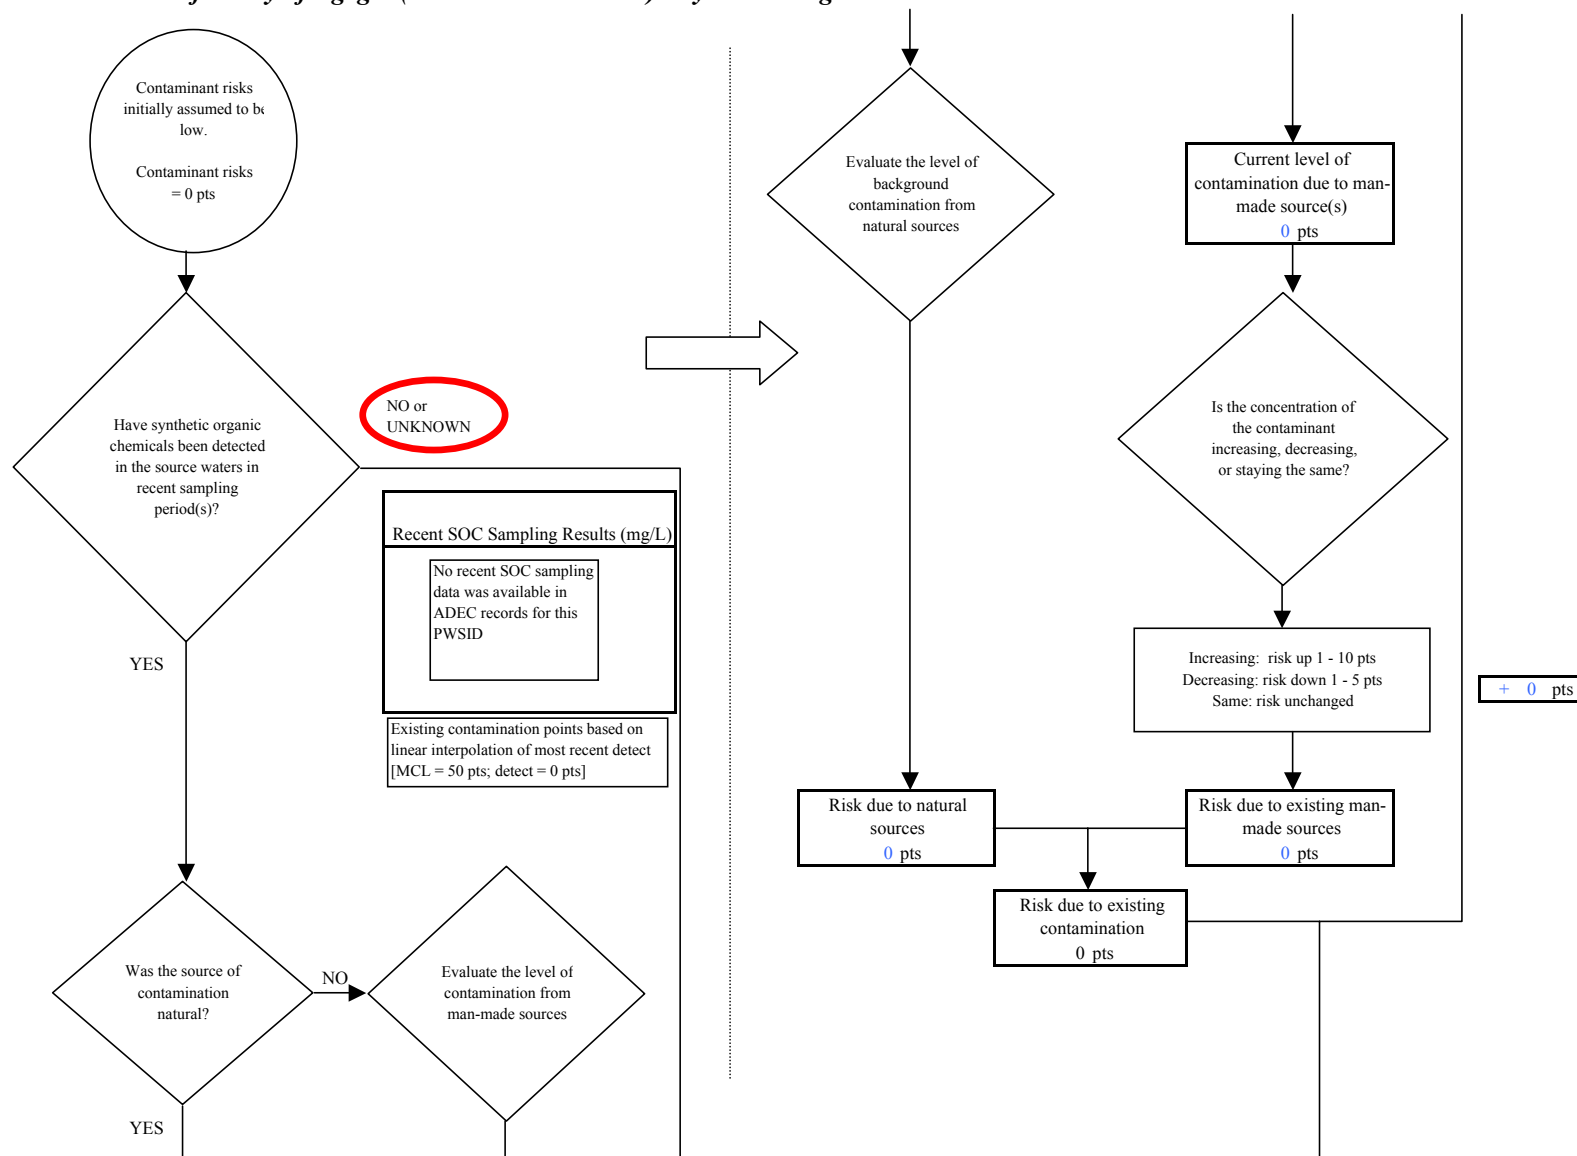 Contaminant risks
initially assumed to be
low.
Contaminant risks
= 0 pts
Have synthetic organic
chemicals been detected
in the source waters in
recent sampling
period(s)?
NO or
UNKNOWN
Recent SOC Sampling Results (mg/L)
No recent SOC sampling
data was available in
ADEC records for this
PWSID
YES
Existing contamination points based on
linear interpolation of most recent detect
[MCL = 50 pts; detect = 0 pts]
Was the source of
contamination
natural?
NO
Evaluate the level of
contamination from
man-made sources
YES
Evaluate the level of
background
contamination from
natural sources
Current level of
contamination due to man-
made source(s)
0 pts
Is the concentration of
the contaminant
increasing, decreasing,
or staying the same?
Increasing: risk up 1 - 10 pts
Decreasing: risk down 1 - 5 pts
Same: risk unchanged
+ 0 pts
Risk due to natural
sources
0 pts
Risk due to existing man-
made sources
0 pts
Risk due to existing
contamination
0 pts